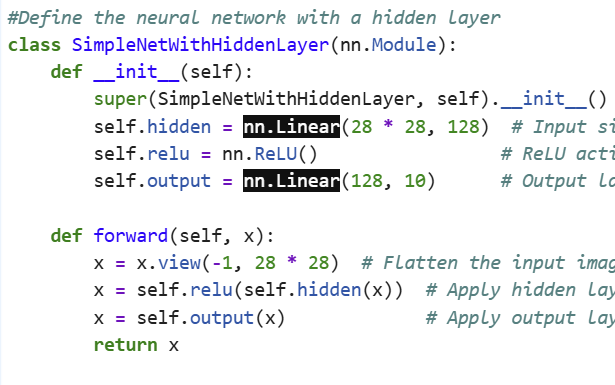 #Define the neural network with a hidden layer
class SimpleNetWithHiddenLayer(nn.Module):
    def __init__(self):
        super(SimpleNetWithHiddenLayer, self).__init__()
        self.hidden = nn.Linear(28 * 28, 128)  # Input si
        self.relu = nn.ReLU()                 # ReLU acti
        self.output = nn.Linear(128, 10)      # Output la

    def forward(self, x):
        x = x.view(-1, 28 * 28)  # Flatten the input imag
        x = self.relu(self.hidden(x))  # Apply hidden lay
        x = self.output(x)             # Apply output lay
        return x